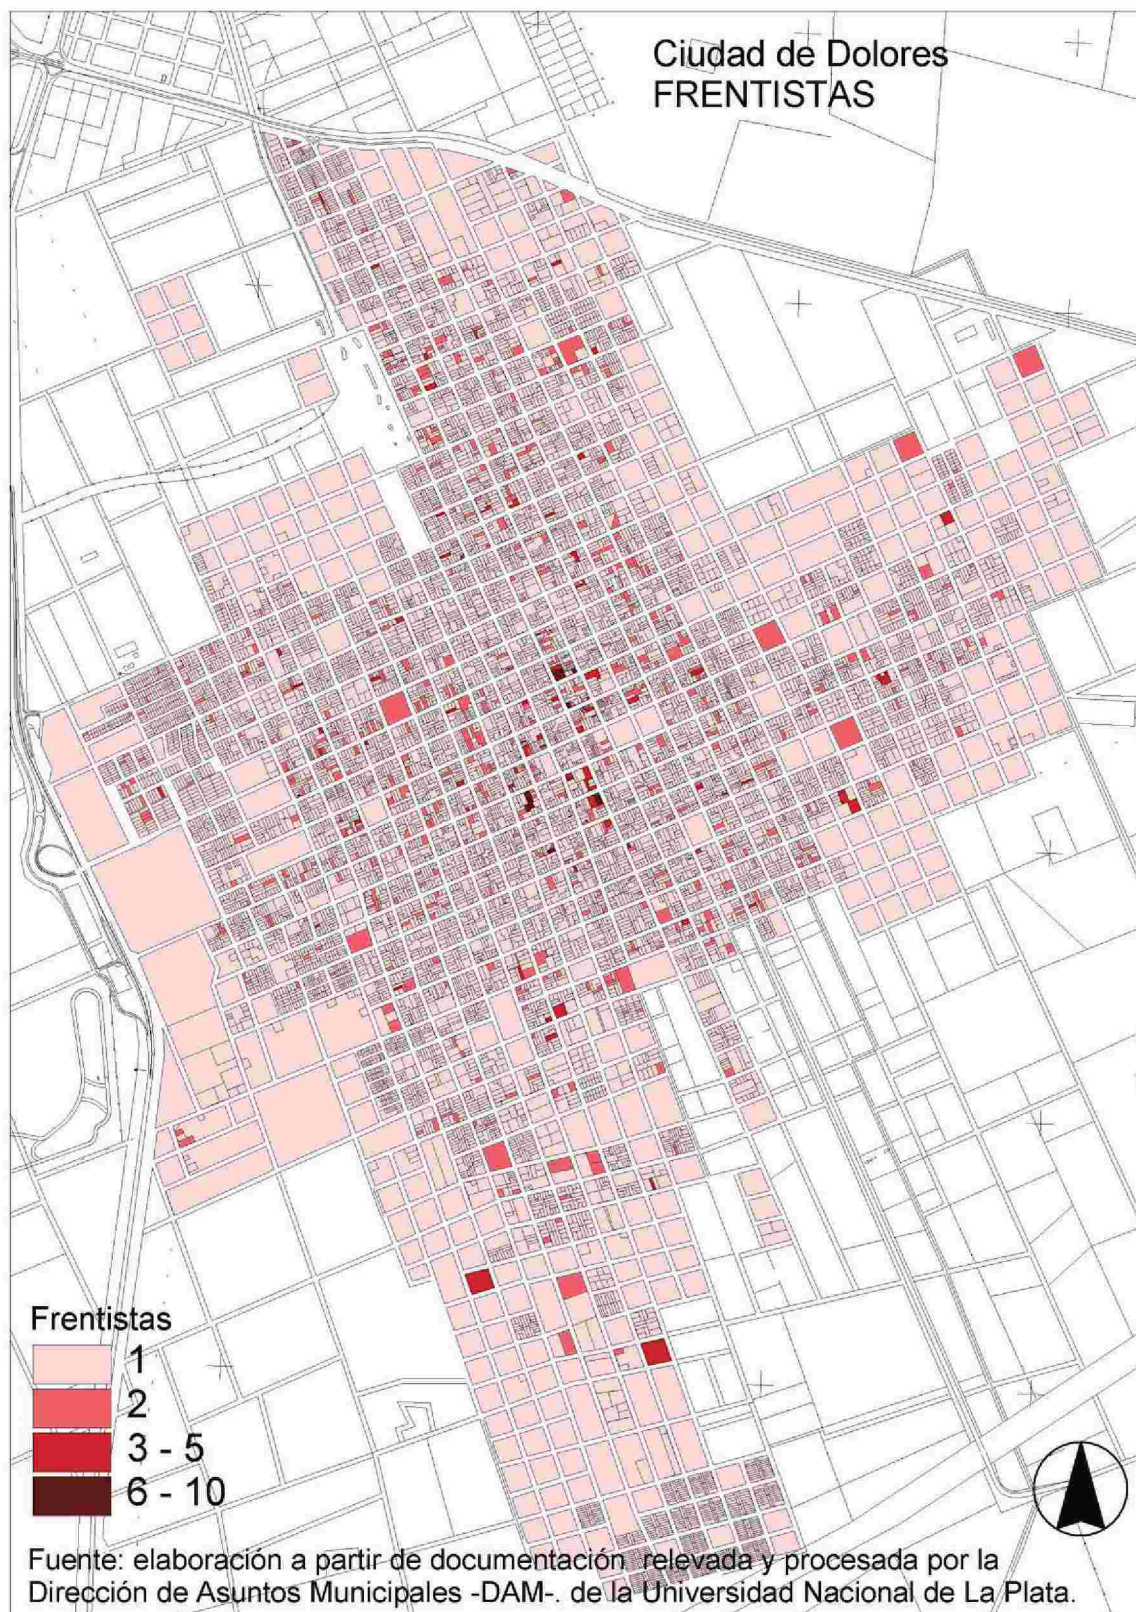 Ciudad de Dolores
FRENTISTAS
Frentistas
1
2
3 - 5
6 - 10
Fuente: elaboración a partir de documentación relevada y procesada por la
Dirección de Asuntos Municipales -DAM-. de la Universidad Nacional de La Plata.